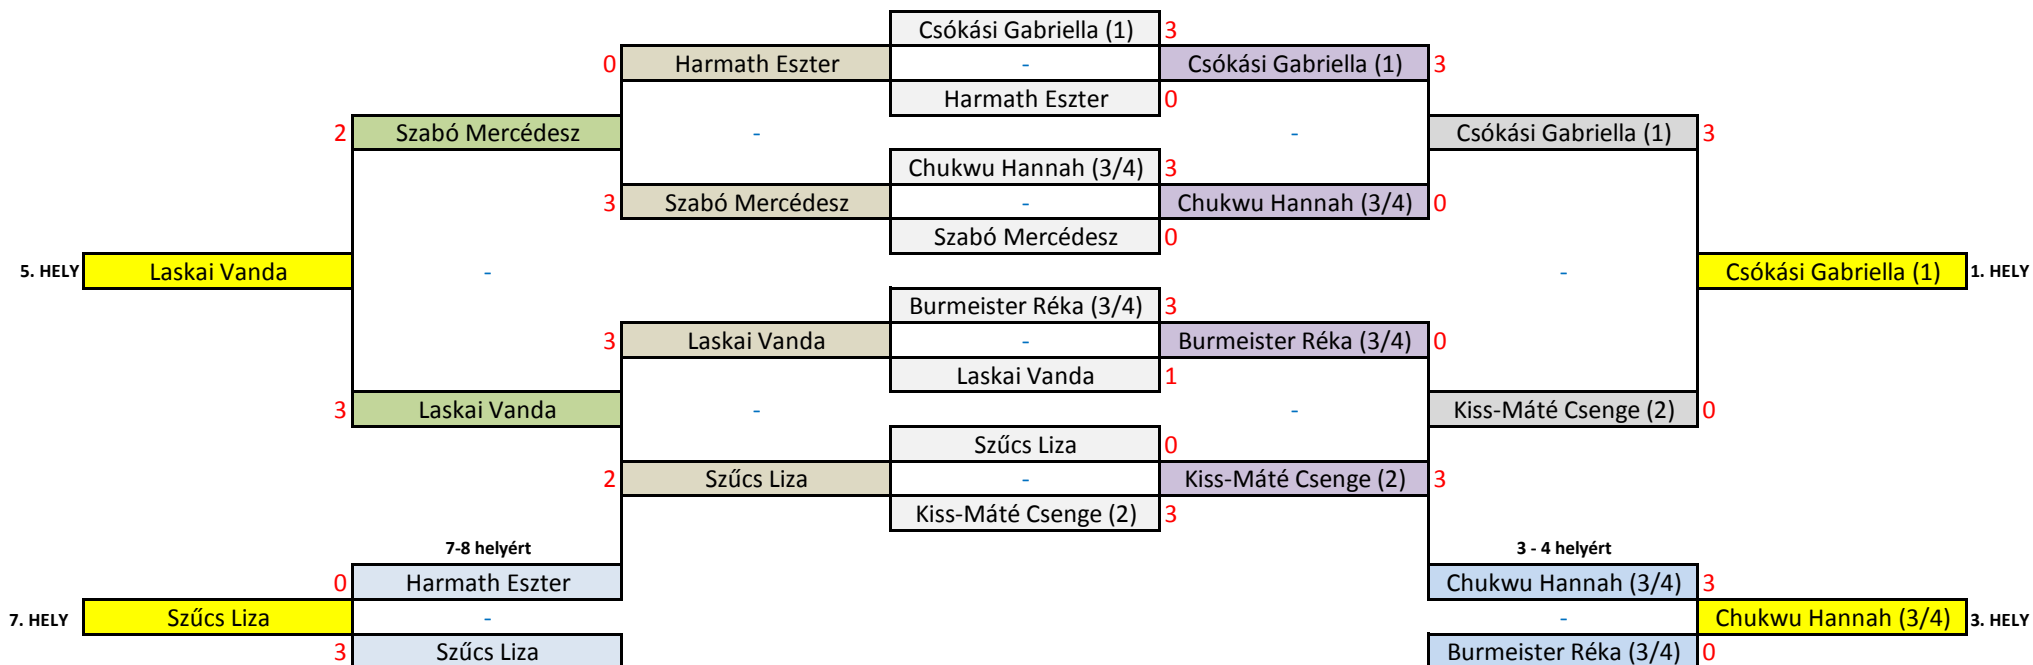 Csókási Gabriella (1) 3
0 Harmath Eszter - Csókási Gabriella (1) 3
Harmath Eszter 0
2 Szabó Mercédesz - - Csókási Gabriella (1) 3
Chukwu Hannah (3/4) 3
3 Szabó Mercédesz - Chukwu Hannah (3/4) 0
Szabó Mercédesz 0
5. HELY Laskai Vanda - - Csókási Gabriella (1) 1. HELY
Burmeister Réka (3/4) 3
3 Laskai Vanda - Burmeister Réka (3/4) 0
Laskai Vanda 1
3 Laskai Vanda - - Kiss-Máté Csenge (2) 0
Szűcs Liza 0
2 Szűcs Liza - Kiss-Máté Csenge (2) 3
Kiss-Máté Csenge (2) 3
7-8 helyért 3 - 4 helyért
0 Harmath Eszter Chukwu Hannah (3/4) 3
7. HELY Szűcs Liza - - Chukwu Hannah (3/4) 3. HELY
3 Szűcs Liza Burmeister Réka (3/4) 0